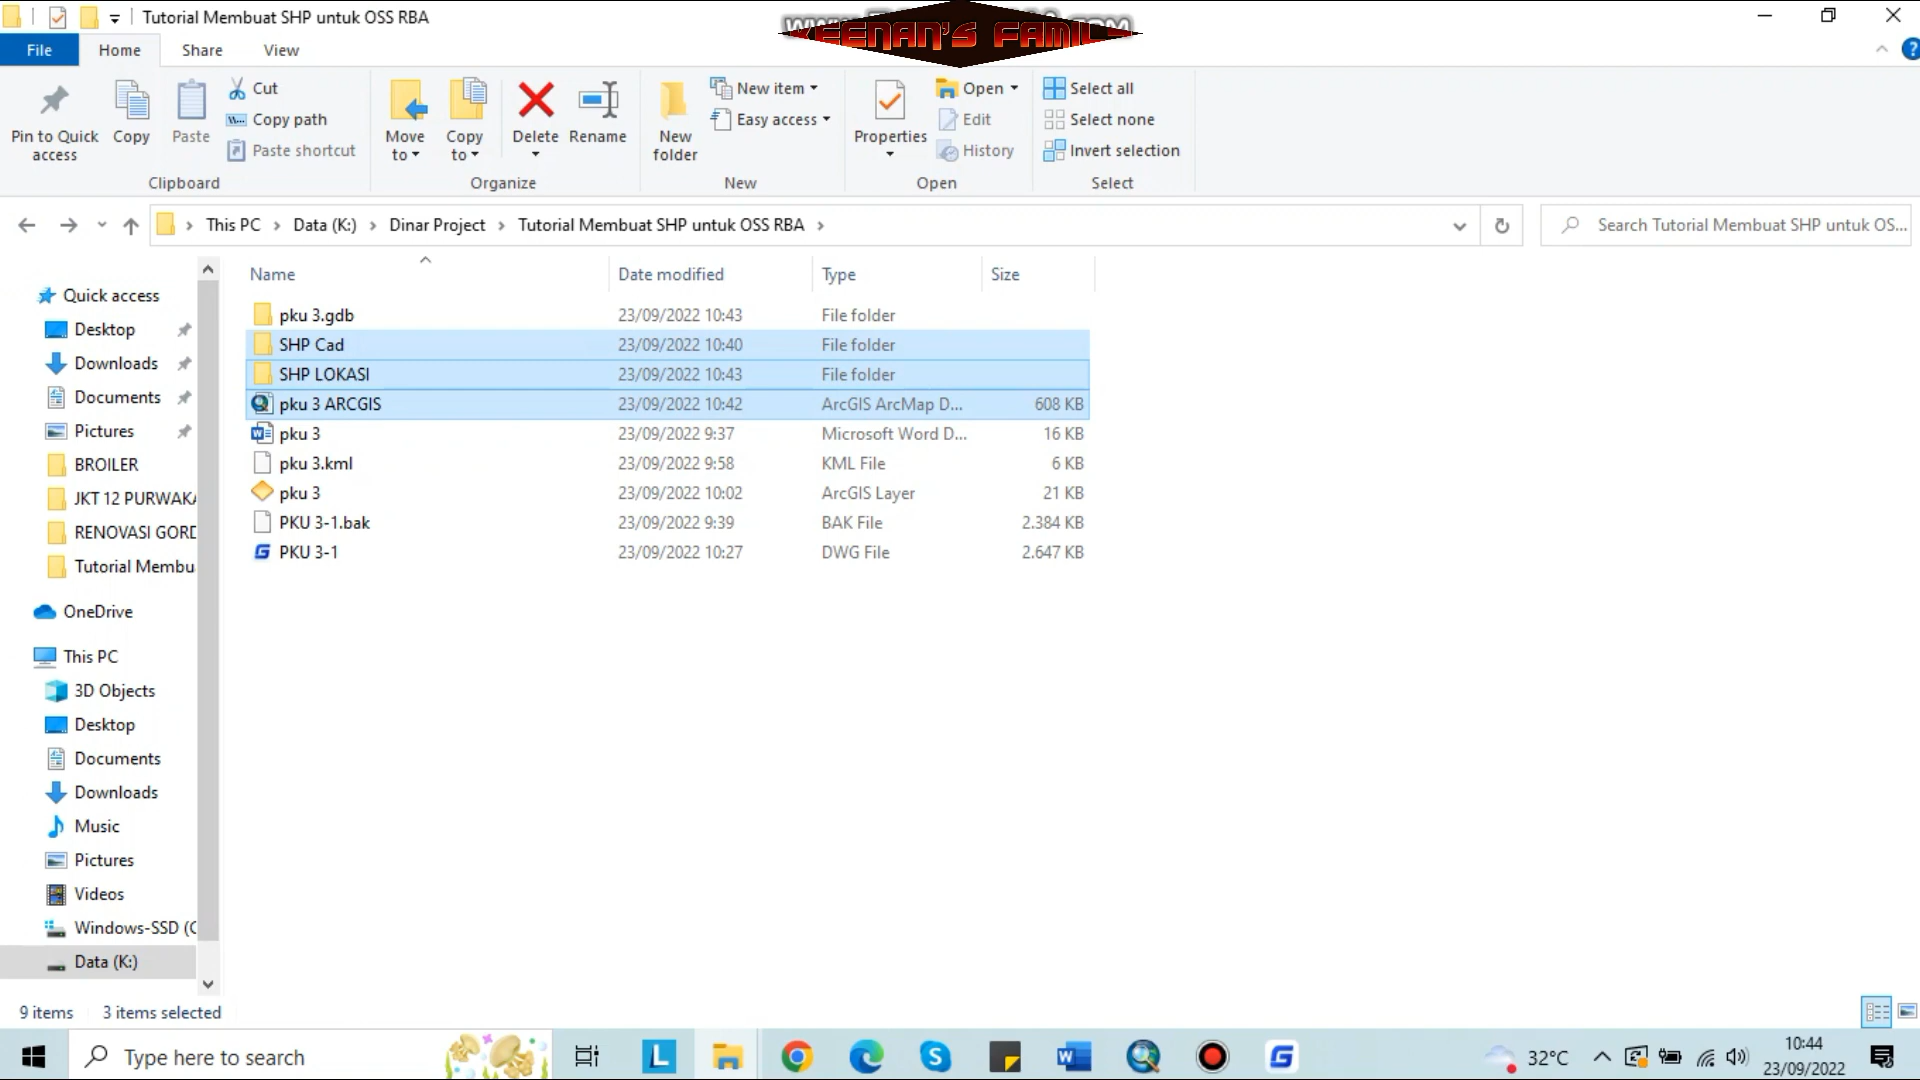 Tutorial Membuat SHP untuk OSS RBA
KEENAN'S FAMILY
File
Home
Share
View
Pin to Quick access
Copy
Paste
Cut
Copy path
Paste shortcut
Clipboard
Move to
Copy to
Delete
Rename
Organize
New folder
New item
Easy access
New
Properties
Open
Edit
History
Open
Select all
Select none
Invert selection
Select
This PC > Data (K:) > Dinar Project > Tutorial Membuat SHP untuk OSS RBA >
Search Tutorial Membuat SHP untuk OS...
Name Date modified Type Size
pku 3.gdb 23/09/2022 10:43 File folder
SHP Cad 23/09/2022 10:40 File folder
SHP LOKASI 23/09/2022 10:43 File folder
pku 3 ARCGIS 23/09/2022 10:42 ArcGIS ArcMap D... 608 KB
pku 3 23/09/2022 9:37 Microsoft Word D... 16 KB
pku 3.kml 23/09/2022 9:58 KML File 6 KB
pku 3 23/09/2022 10:02 ArcGIS Layer 21 KB
PKU 3-1.bak 23/09/2022 9:39 BAK File 2.384 KB
PKU 3-1 23/09/2022 10:27 DWG File 2.647 KB
Quick access
Desktop
Downloads
Documents
Pictures
BROILER
JKT 12 PURWAKA
RENOVASI GORD
Tutorial Membu
OneDrive
This PC
3D Objects
Desktop
Documents
Downloads
Music
Pictures
Videos
Windows-SSD (C
Data (K:)
9 items 3 items selected
Type here to search
32°C
10:44
23/09/2022